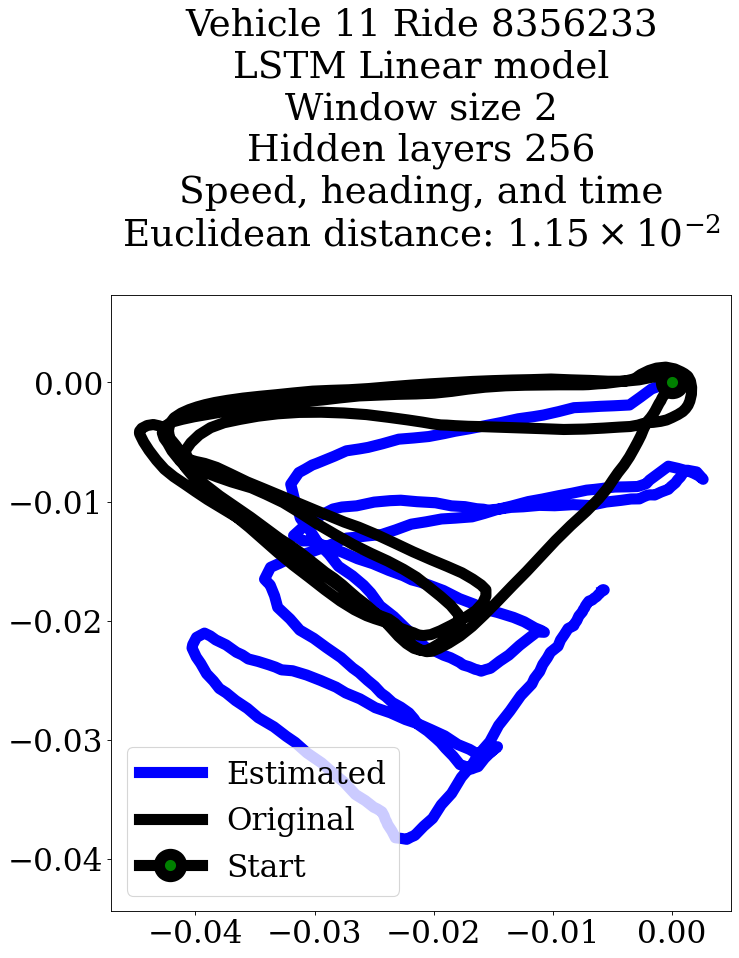 Vehicle 11 Ride 8356233
LSTM Linear model
Window size 2
Hidden layers 256
Speed, heading, and time
Euclidean distance: 1.15 × 10⁻²
0.00
−0.01
−0.02
−0.03
−0.04
Estimated
Original
Start
−0.04 −0.03 −0.02 −0.01 0.00